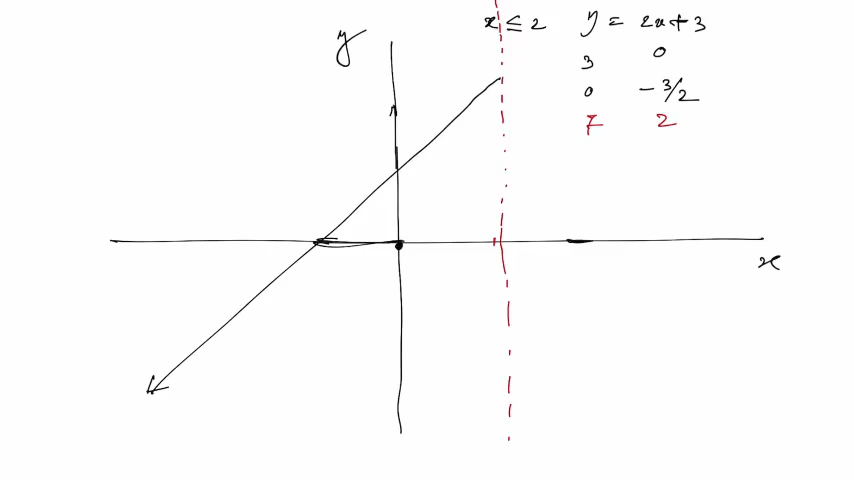 y
x ≤ 2 y = 2x + 3
3 0
0 - 3/2
7 2
x